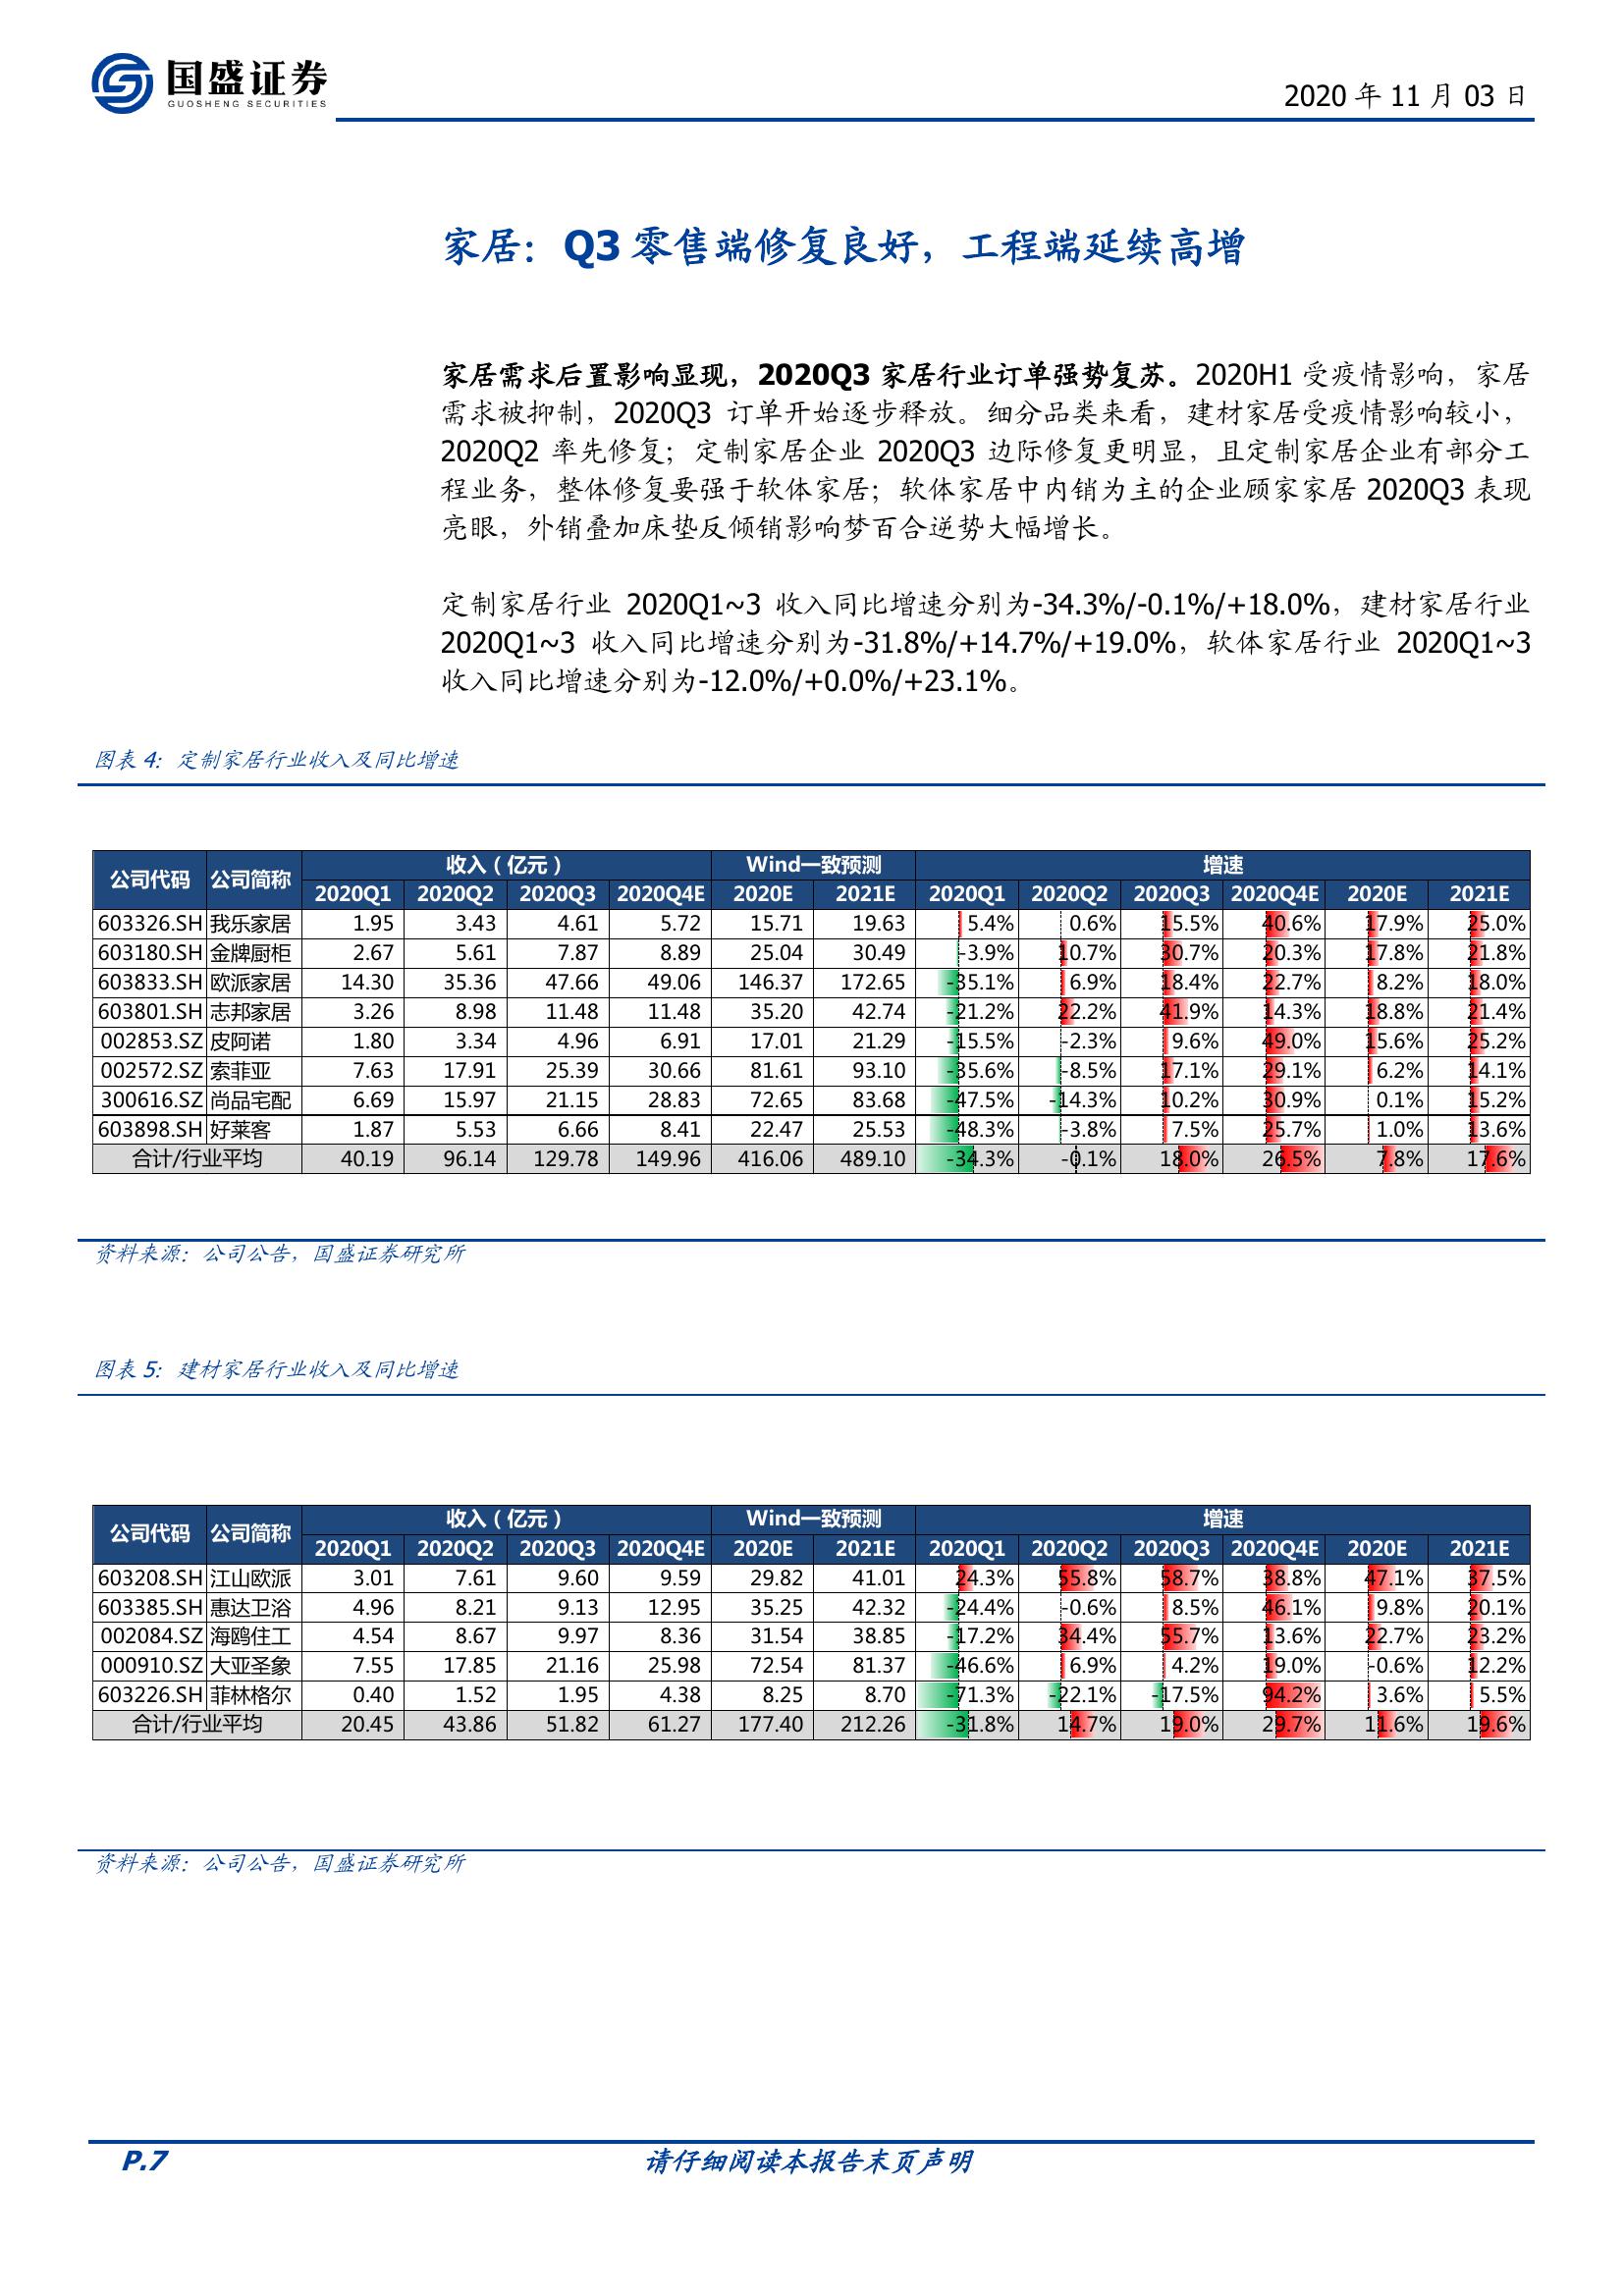 国盛证券
GUOSHENG SECURITIES
2020 年 11 月 03 日
家居：Q3 零售端修复良好，工程端延续高增
家居需求后置影响显现，2020Q3 家居行业订单强势复苏。2020H1 受疫情影响，家居
需求被抑制，2020Q3 订单开始逐步释放。细分品类来看，建材家居受疫情影响较小，
2020Q2 率先修复；定制家居企业 2020Q3 边际修复更明显，且定制家居企业有部分工
程业务，整体修复要强于软体家居；软体家居中内销为主的企业顾家家居 2020Q3 表现
亮眼，外销叠加床垫反倾销影响梦百合逆势大幅增长。
定制家居行业 2020Q1~3 收入同比增速分别为-34.3%/-0.1%/+18.0%，建材家居行业
2020Q1~3 收入同比增速分别为-31.8%/+14.7%/+19.0%，软体家居行业 2020Q1~3
收入同比增速分别为-12.0%/+0.0%/+23.1%。
图表 4：定制家居行业收入及同比增速
公司代码 公司简称 收入（亿元） Wind一致预测 增速
2020Q1 2020Q2 2020Q3 2020Q4E 2020E 2021E 2020Q1 2020Q2 2020Q3 2020Q4E 2020E 2021E
603326.SH 我乐家居 1.95 3.43 4.61 5.72 15.71 19.63 5.4% 0.6% 15.5% 40.6% 17.9% 25.0%
603180.SH 金牌厨柜 2.67 5.61 7.87 8.89 25.04 30.49 -3.9% 10.7% 30.7% 20.3% 17.8% 21.8%
603833.SH 欧派家居 14.30 35.36 47.66 49.06 146.37 172.65 -35.1% 6.9% 18.4% 22.7% 8.2% 18.0%
603801.SH 志邦家居 3.26 8.98 11.48 11.48 35.20 42.74 -21.2% 22.2% 41.9% 14.3% 18.8% 21.4%
002853.SZ 皮阿诺 1.80 3.34 4.96 6.91 17.01 21.29 -15.5% -2.3% 9.6% 49.0% 15.6% 25.2%
002572.SZ 索菲亚 7.63 17.91 25.39 30.66 81.61 93.10 -35.6% -8.5% 17.1% 29.1% 6.2% 14.1%
300616.SZ 尚品宅配 6.69 15.97 21.15 28.83 72.65 83.68 -47.5% -14.3% 10.2% 30.9% 0.1% 15.2%
603898.SH 好莱客 1.87 5.53 6.66 8.41 22.47 25.53 -48.3% -3.8% 7.5% 25.7% 1.0% 13.6%
合计/行业平均 40.19 96.14 129.78 149.96 416.06 489.10 -34.3% -0.1% 18.0% 26.5% 7.8% 17.6%
资料来源：公司公告，国盛证券研究所
图表 5：建材家居行业收入及同比增速
公司代码 公司简称 收入（亿元） Wind一致预测 增速
2020Q1 2020Q2 2020Q3 2020Q4E 2020E 2021E 2020Q1 2020Q2 2020Q3 2020Q4E 2020E 2021E
603208.SH 江山欧派 3.01 7.61 9.60 9.59 29.82 41.01 24.3% 55.8% 58.7% 38.8% 47.1% 37.5%
603385.SH 惠达卫浴 4.96 8.21 9.13 12.95 35.25 42.32 -24.4% -0.6% 8.5% 46.1% 9.8% 20.1%
002084.SZ 海鸥住工 4.54 8.67 9.97 8.36 31.54 38.85 -17.2% 34.4% 55.7% 13.6% 22.7% 23.2%
000910.SZ 大亚圣象 7.55 17.85 21.16 25.98 72.54 81.37 -46.6% 6.9% 4.2% 19.0% -0.6% 12.2%
603226.SH 菲林格尔 0.40 1.52 1.95 4.38 8.25 8.70 -71.3% -22.1% -17.5% 94.2% 3.6% 5.5%
合计/行业平均 20.45 43.86 51.82 61.27 177.40 212.26 -31.8% 14.7% 19.0% 29.7% 11.6% 19.6%
资料来源：公司公告，国盛证券研究所
P.7 请仔细阅读本报告末页声明